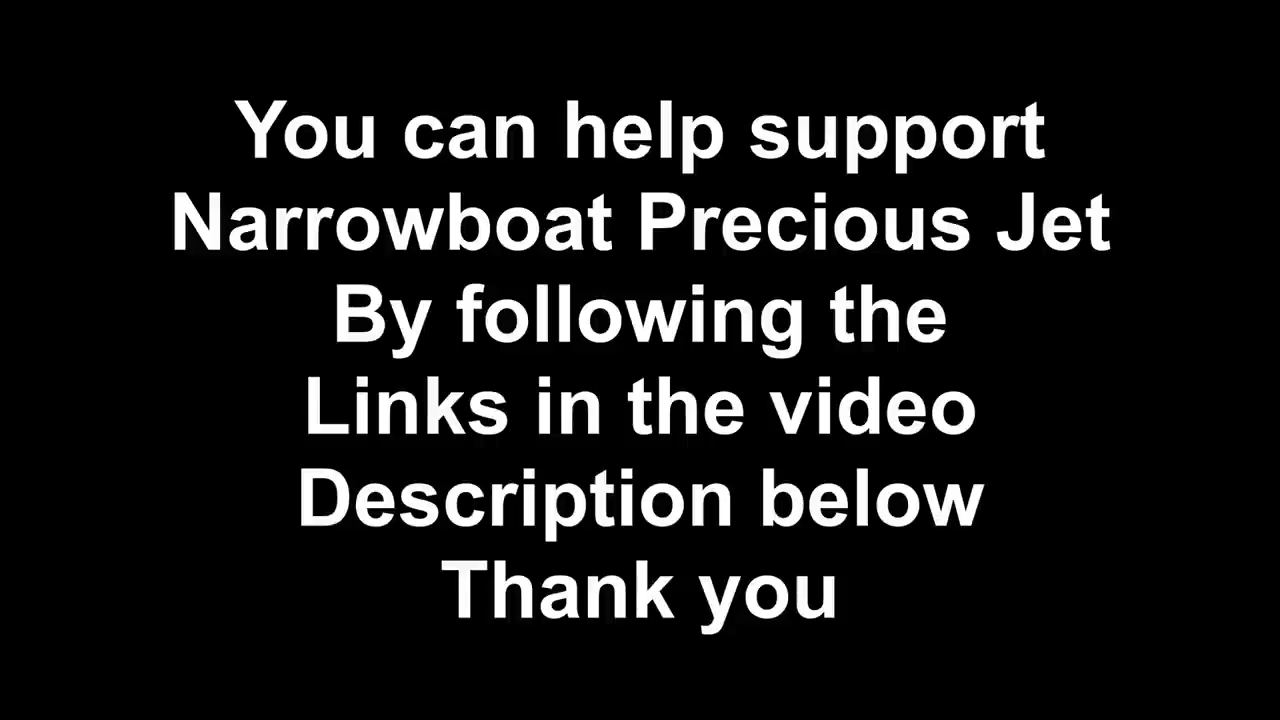 You can help support
Narrowboat Precious Jet
By following the
Links in the video
Description below
Thank you